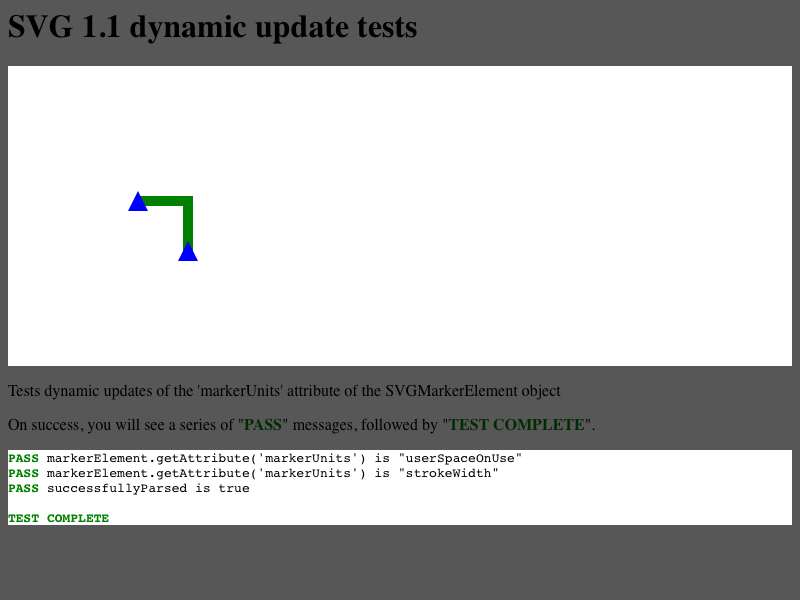 SVG 1.1 dynamic update tests
Tests dynamic updates of the 'markerUnits' attribute of the SVGMarkerElement object
On success, you will see a series of "PASS" messages, followed by "TEST COMPLETE".
PASS markerElement.getAttribute('markerUnits') is "userSpaceOnUse"
PASS markerElement.getAttribute('markerUnits') is "strokeWidth"
PASS successfullyParsed is true
TEST COMPLETE